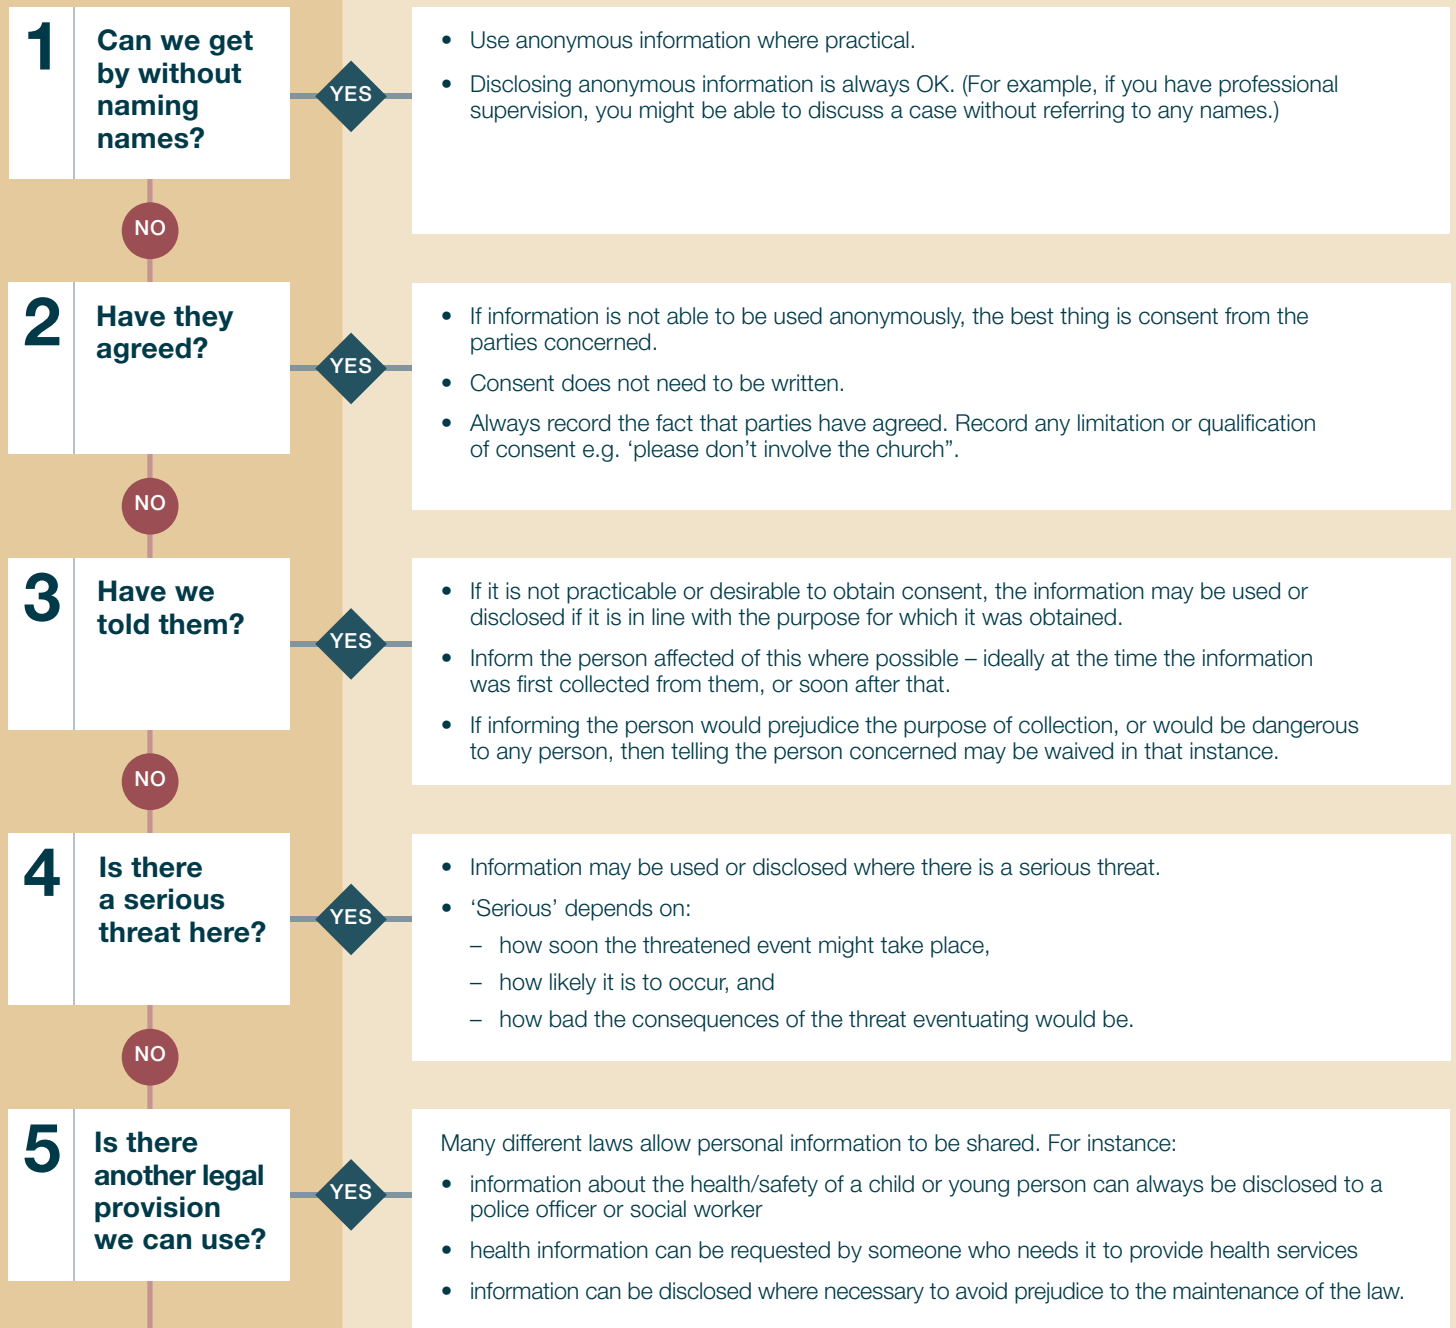 1
Can we get
by without
naming
names?
YES
• Use anonymous information where practical.
• Disclosing anonymous information is always OK. (For example, if you have professional
supervision, you might be able to discuss a case without referring to any names.)
NO
2
Have they
agreed?
YES
• If information is not able to be used anonymously, the best thing is consent from the
parties concerned.
• Consent does not need to be written.
• Always record the fact that parties have agreed. Record any limitation or qualification
of consent e.g. ‘please don’t involve the church”.
NO
3
Have we
told them?
YES
• If it is not practicable or desirable to obtain consent, the information may be used or
disclosed if it is in line with the purpose for which it was obtained.
• Inform the person affected of this where possible – ideally at the time the information
was first collected from them, or soon after that.
• If informing the person would prejudice the purpose of collection, or would be dangerous
to any person, then telling the person concerned may be waived in that instance.
NO
4
Is there
a serious
threat here?
YES
• Information may be used or disclosed where there is a serious threat.
• ‘Serious’ depends on:
– how soon the threatened event might take place,
– how likely it is to occur, and
– how bad the consequences of the threat eventuating would be.
NO
5
Is there
another legal
provision
we can use?
YES
Many different laws allow personal information to be shared. For instance:
• information about the health/safety of a child or young person can always be disclosed to a
police officer or social worker
• health information can be requested by someone who needs it to provide health services
• information can be disclosed where necessary to avoid prejudice to the maintenance of the law.